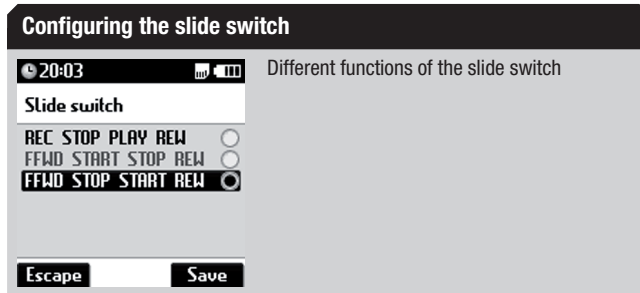 Configuring the slide switch
20:03
Slide switch
REC STOP PLAY REW
FFWD START STOP REW
FFWD STOP START REW
Escape Save
Different functions of the slide switch